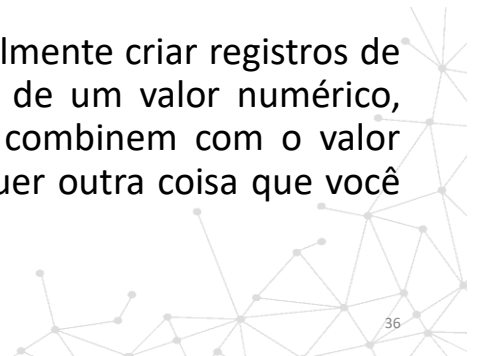 lmente criar registros de
de um valor numérico,
combinem com o valor
uer outra coisa que você
36